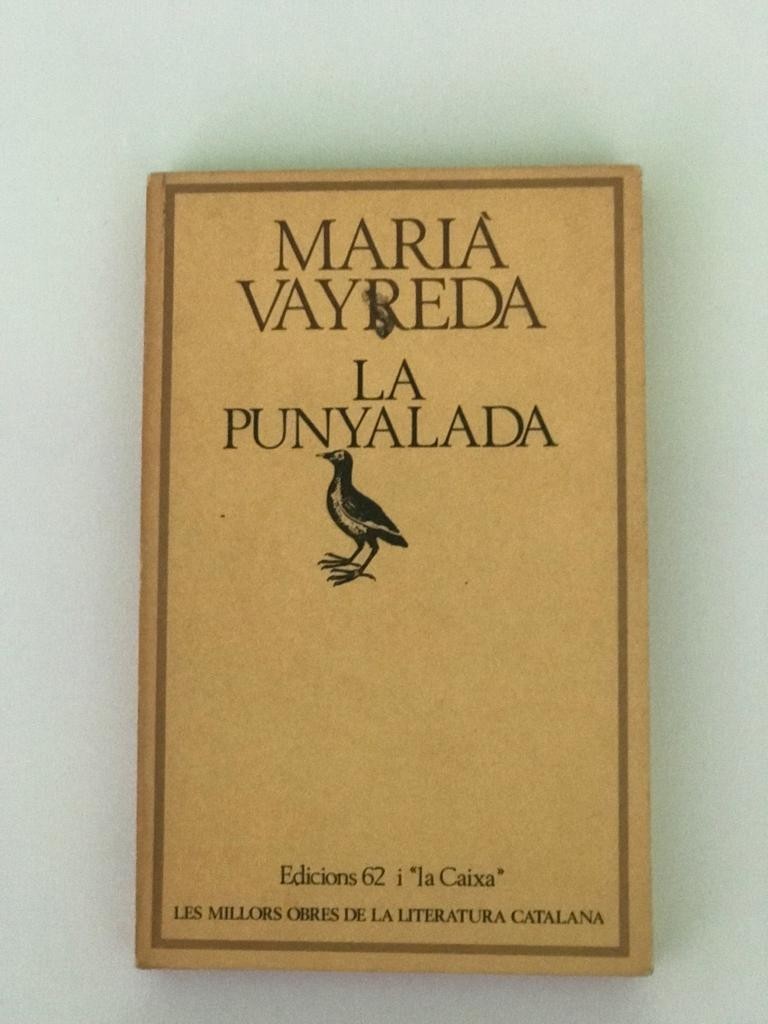 MARIÀ
VAYREDA
LA
PUNYALADA
Edicions 62 i "la Caixa"
LES MILLORS OBRES DE LA LITERATURA CATALANA